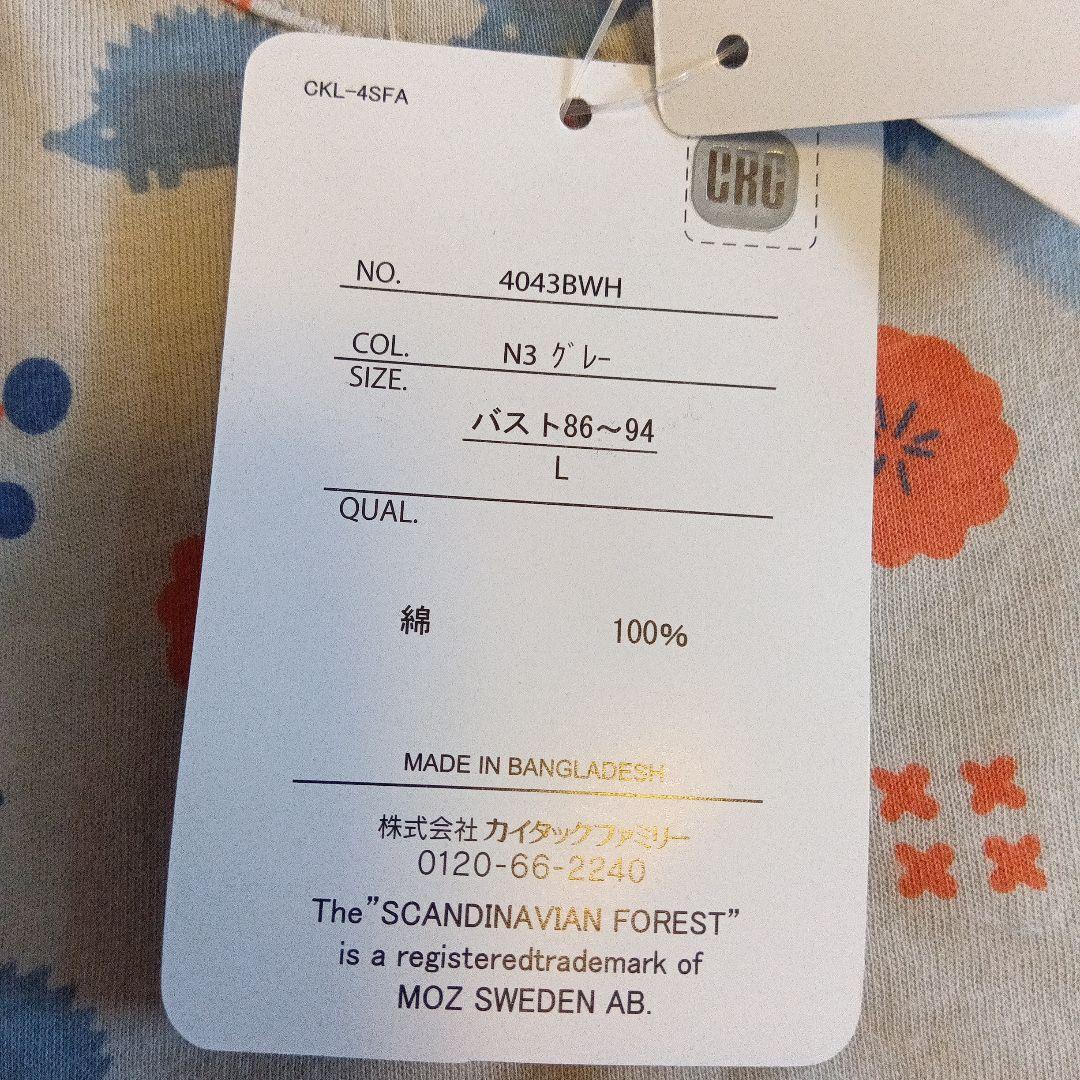 CKL-4SFA
CRC
NO. 4043BWH
COL. N3 ｸﾞﾚｰ
SIZE.
バスト86～94
L
QUAL.
綿 100%
MADE IN BANGLADESH
株式会社 カイタックファミリー
0120-66-2240
The”SCANDINAVIAN FOREST”
is a registeredtrademark of
MOZ SWEDEN AB.